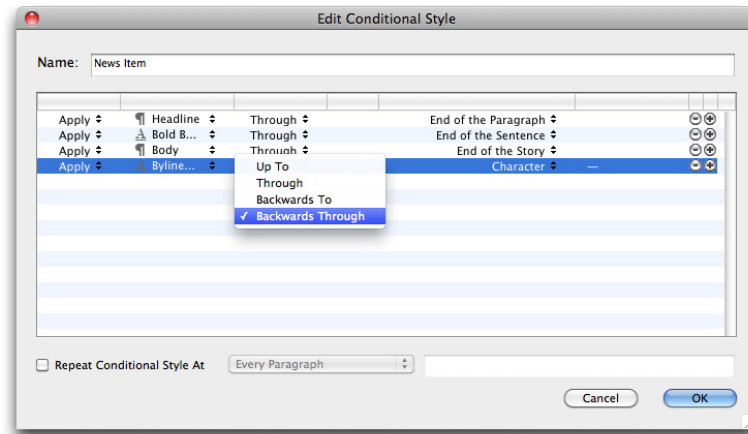 Edit Conditional Style
Name: News Item
Apply ¶ Headline Through End of the Paragraph
Apply A Bold B... Through End of the Sentence
Apply ¶ Body Through End of the Story
Apply A Byline... Character —
Up To
Through
Backwards To
✓ Backwards Through
Repeat Conditional Style At Every Paragraph
Cancel OK